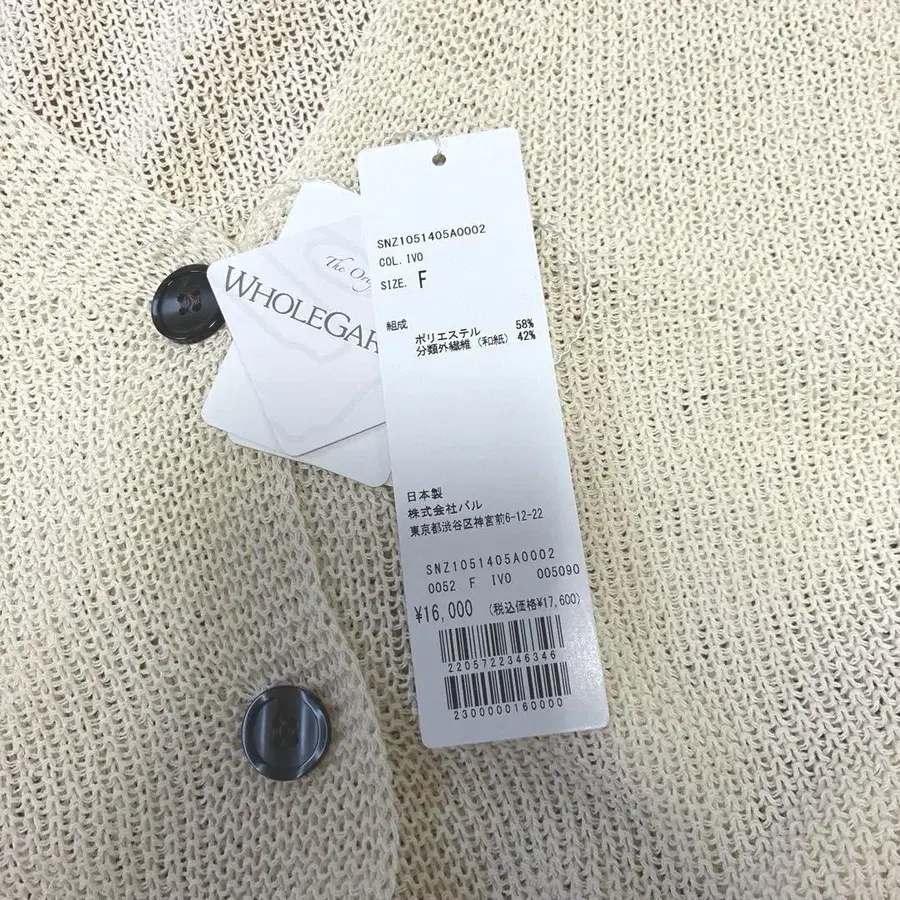 SNZ1051405A0002
COL. IVO
SIZE. F
組成
ポリエステル 58%
分類外繊維 (和紙) 42%
日本製
株式会社パル
東京都渋谷区神宮前6-12-22
SNZ1051405A0002
0052 F IVO 005090
¥16,000 (税込価格¥17,600)
2205722346346
2300000160000
The